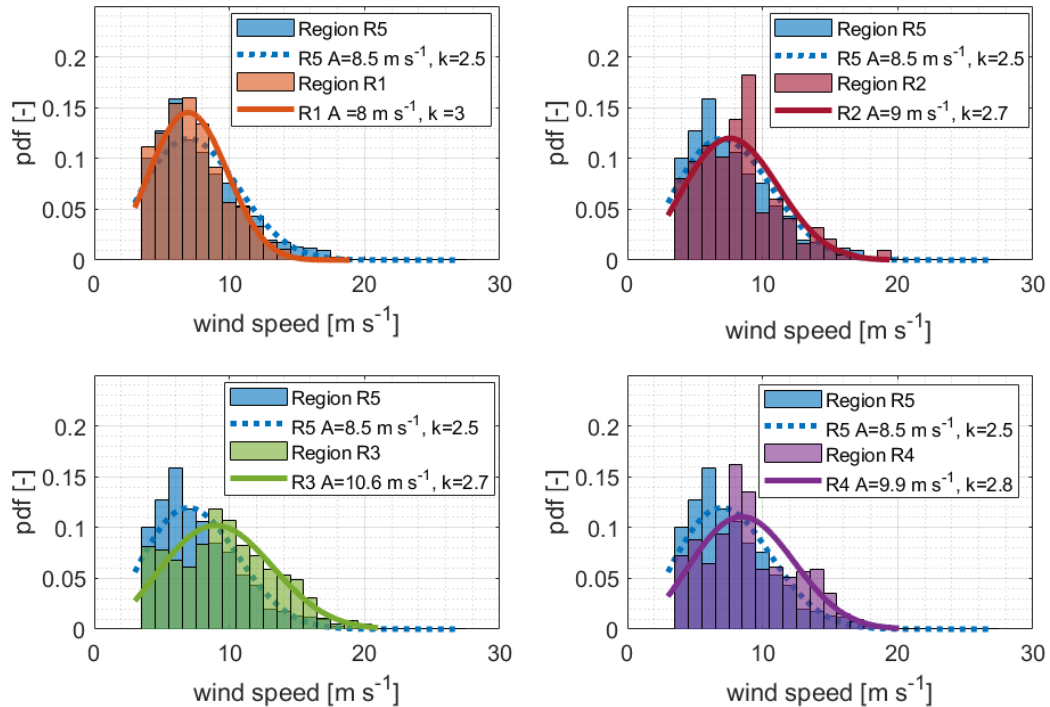 Region R5
R5 A=8.5 m s-1, k=2.5
Region R1
R1 A =8 m s-1, k =3
0.2
0.15
0.1
0.05
0
pdf [-]
0 10 20 30
wind speed [m s-1]
Region R5
R5 A=8.5 m s-1, k=2.5
Region R2
R2 A=9 m s-1, k=2.7
0.2
0.15
0.1
0.05
0
pdf [-]
0 10 20 30
wind speed [m s-1]
Region R5
R5 A=8.5 m s-1, k=2.5
Region R3
R3 A=10.6 m s-1, k=2.7
0.2
0.15
0.1
0.05
0
pdf [-]
0 10 20 30
wind speed [m s-1]
Region R5
R5 A=8.5 m s-1, k=2.5
Region R4
R4 A=9.9 m s-1, k=2.8
0.2
0.15
0.1
0.05
0
pdf [-]
0 10 20 30
wind speed [m s-1]